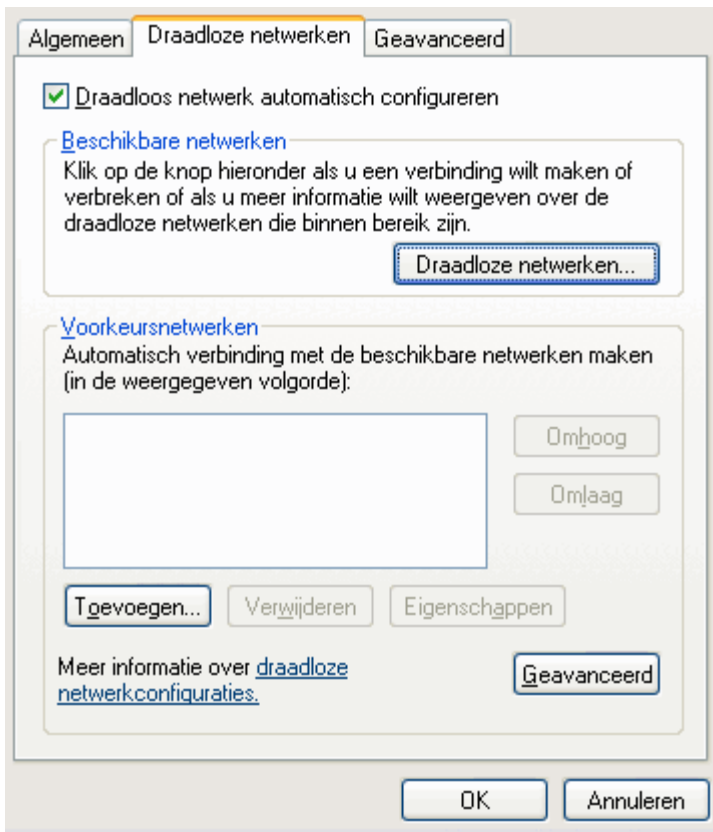 Algemeen
Draadloze netwerken
Geavanceerd
Draadloos netwerk automatisch configureren
Beschikbare netwerken
Klik op de knop hieronder als u een verbinding wilt maken of
verbreken of als u meer informatie wilt weergeven over de
draadloze netwerken die binnen bereik zijn.
Draadloze netwerken...
Voorkeursnetwerken
Automatisch verbinding met de beschikbare netwerken maken
(in de weergegeven volgorde):
Omhoog
Omlaag
Toevoegen...
Verwijderen
Eigenschappen
Meer informatie over draadloze
netwerkconfiguraties.
Geavanceerd
OK
Annuleren